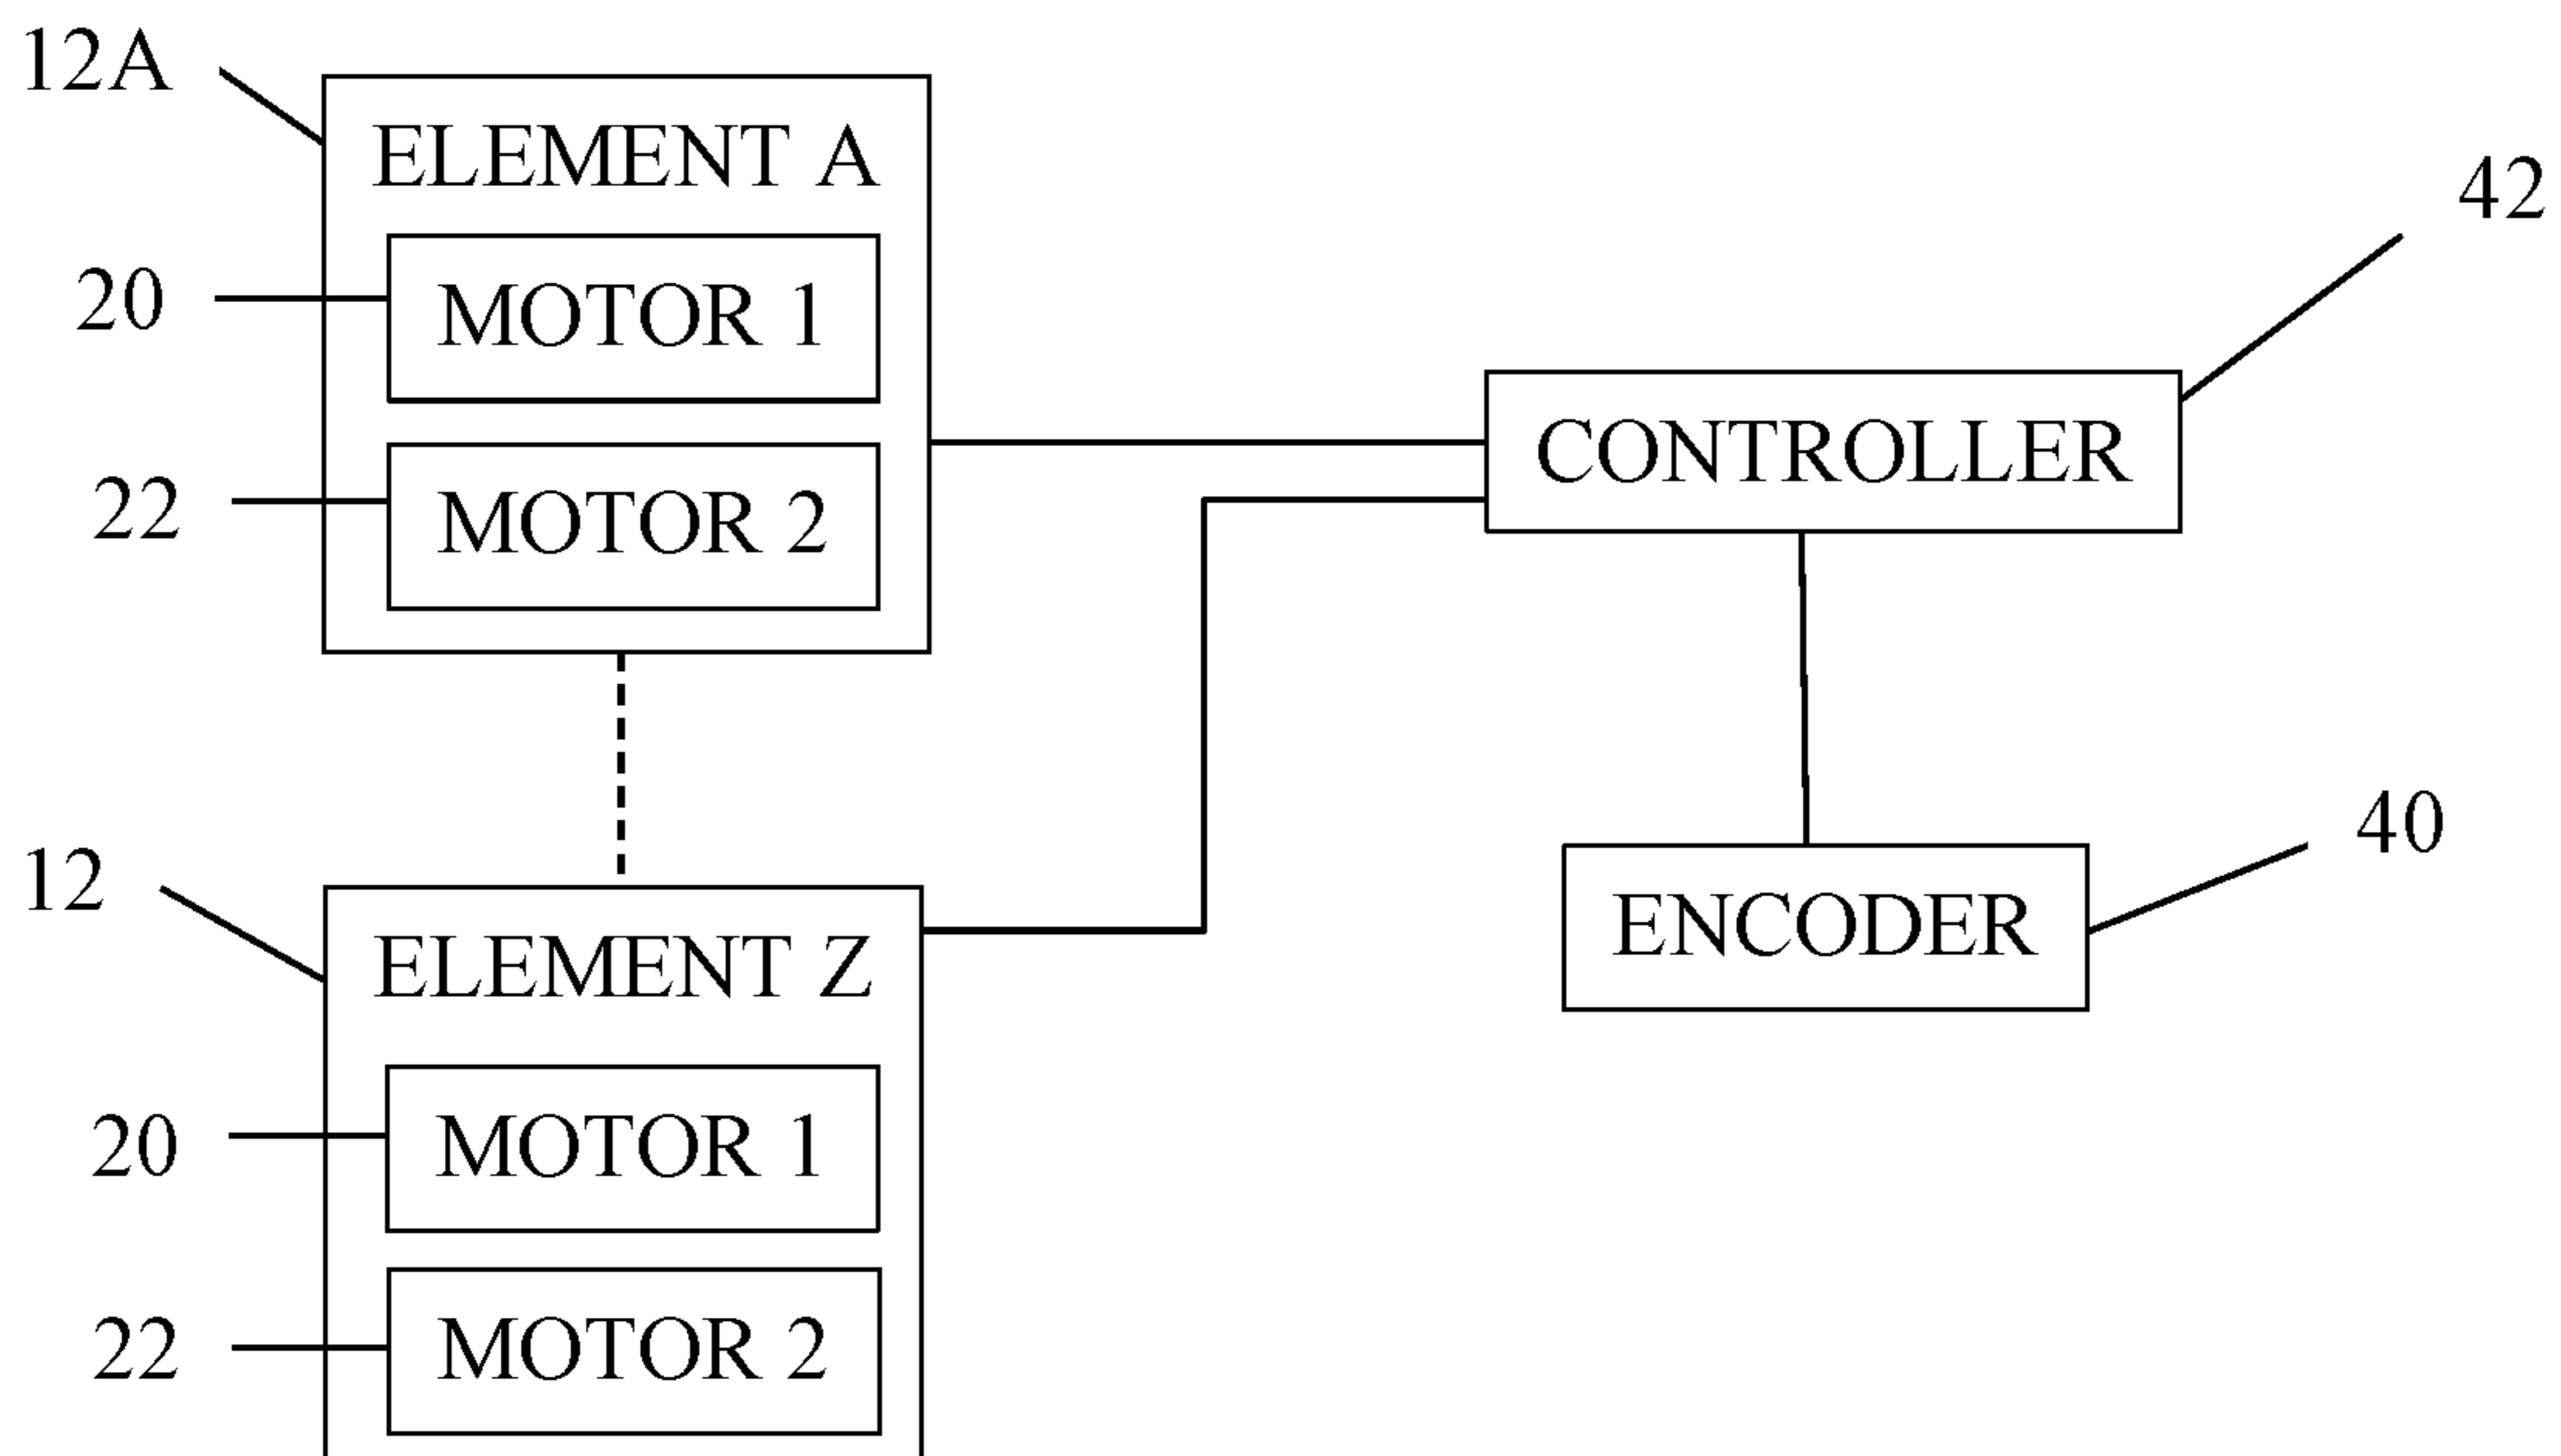 12A
ELEMENT A
42
20
MOTOR 1
CONTROLLER
22
MOTOR 2
40
12
ENCODER
ELEMENT Z
20
MOTOR 1
22
MOTOR 2